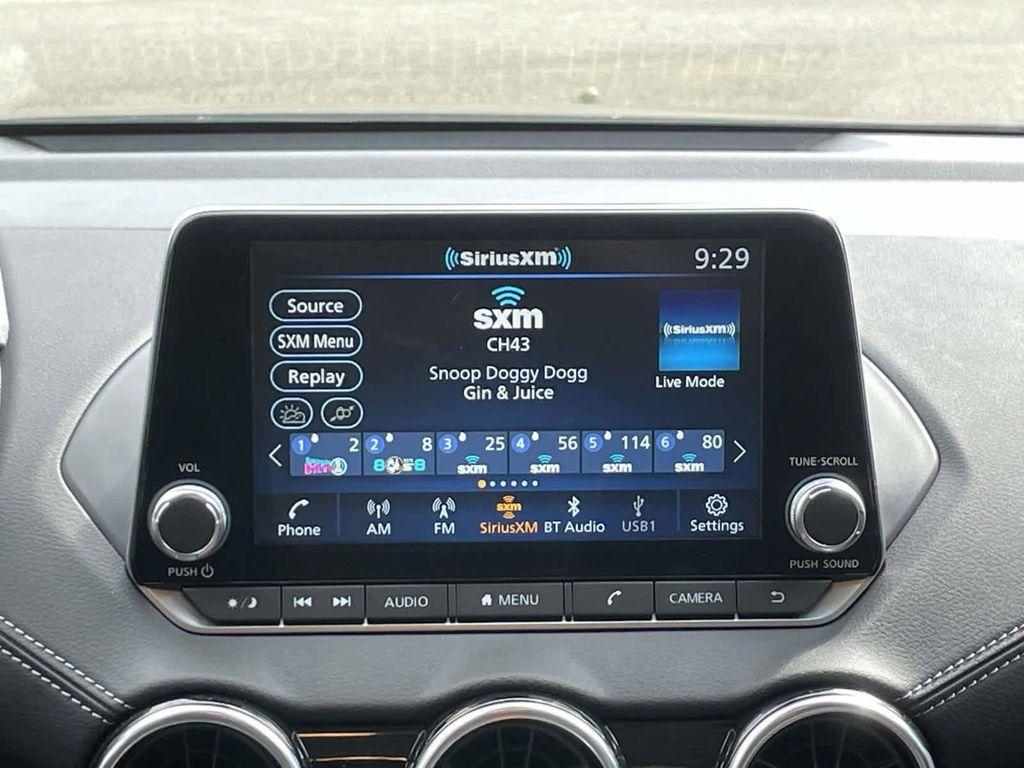 SiriusXM
9:29
Source
SXM Menu
Replay
sxm
CH43
Snoop Doggy Dogg
Gin & Juice
SiriusXM
Live Mode
1 2
2 8
3 25
4 56
5 114
6 80
sxm
sxm
sxm
sxm
Phone
AM
FM
sxm
SiriusXM
BT Audio
USB1
Settings
VOL
PUSH
TUNE·SCROLL
PUSH SOUND
AUDIO
MENU
CAMERA